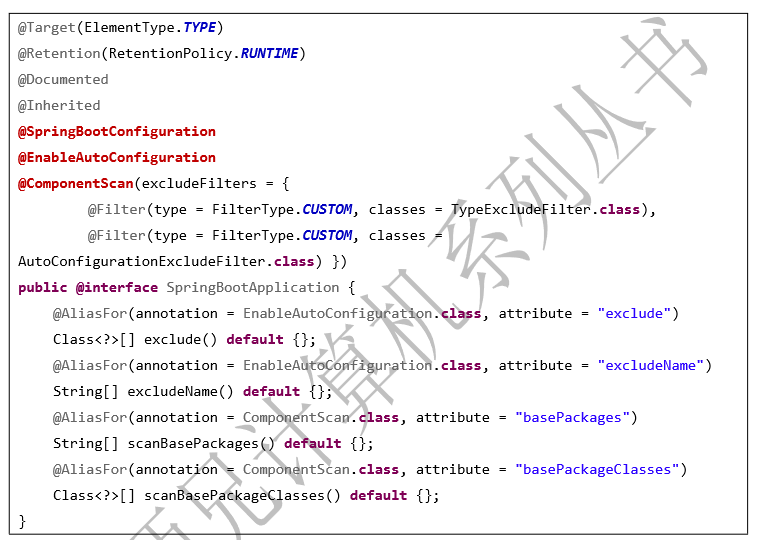 @Target(ElementType.TYPE)
@Retention(RetentionPolicy.RUNTIME)
@Documented
@Inherited
@SpringBootConfiguration
@EnableAutoConfiguration
@ComponentScan(excludeFilters = {
@Filter(type = FilterType.CUSTOM, classes = TypeExcludeFilter.class),
@Filter(type = FilterType.CUSTOM, classes =
AutoConfigurationExcludeFilter.class) })
public @interface SpringBootApplication {
@AliasFor(annotation = EnableAutoConfiguration.class, attribute = "exclude")
Class<?>[] exclude() default {};
@AliasFor(annotation = EnableAutoConfiguration.class, attribute = "excludeName")
String[] excludeName() default {};
@AliasFor(annotation = ComponentScan.class, attribute = "basePackages")
String[] scanBasePackages() default {};
@AliasFor(annotation = ComponentScan.class, attribute = "basePackageClasses")
Class<?>[] scanBasePackageClasses() default {};
}
兄计算机系列丛书